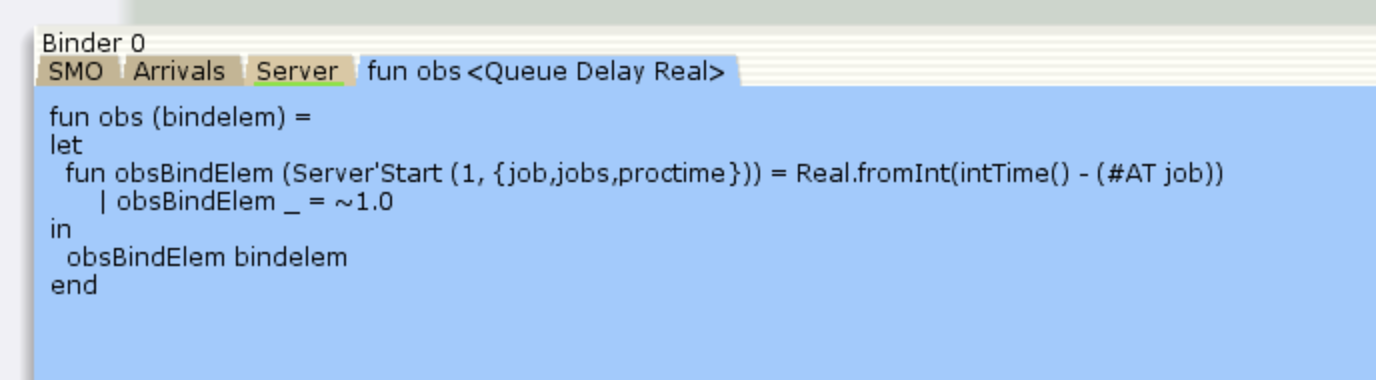 Binder 0
SMO Arrivals Server fun obs <Queue Delay Real>
fun obs (bindelem) =
let
fun obsBindElem (Server'Start (1, {job,jobs,proctime})) = Real.fromInt(intTime() - (#AT job))
| obsBindElem _ = ~1.0
in
obsBindElem bindelem
end